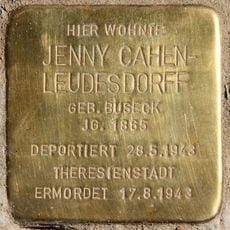 HIER WOHNTE
JENNY CAHEN-
LEUDESDORFF
GEB. BUSECK
JG. 1865
DEPORTIERT 28.5.1943
THERESIENSTADT
ERMORDET 17.8.1943